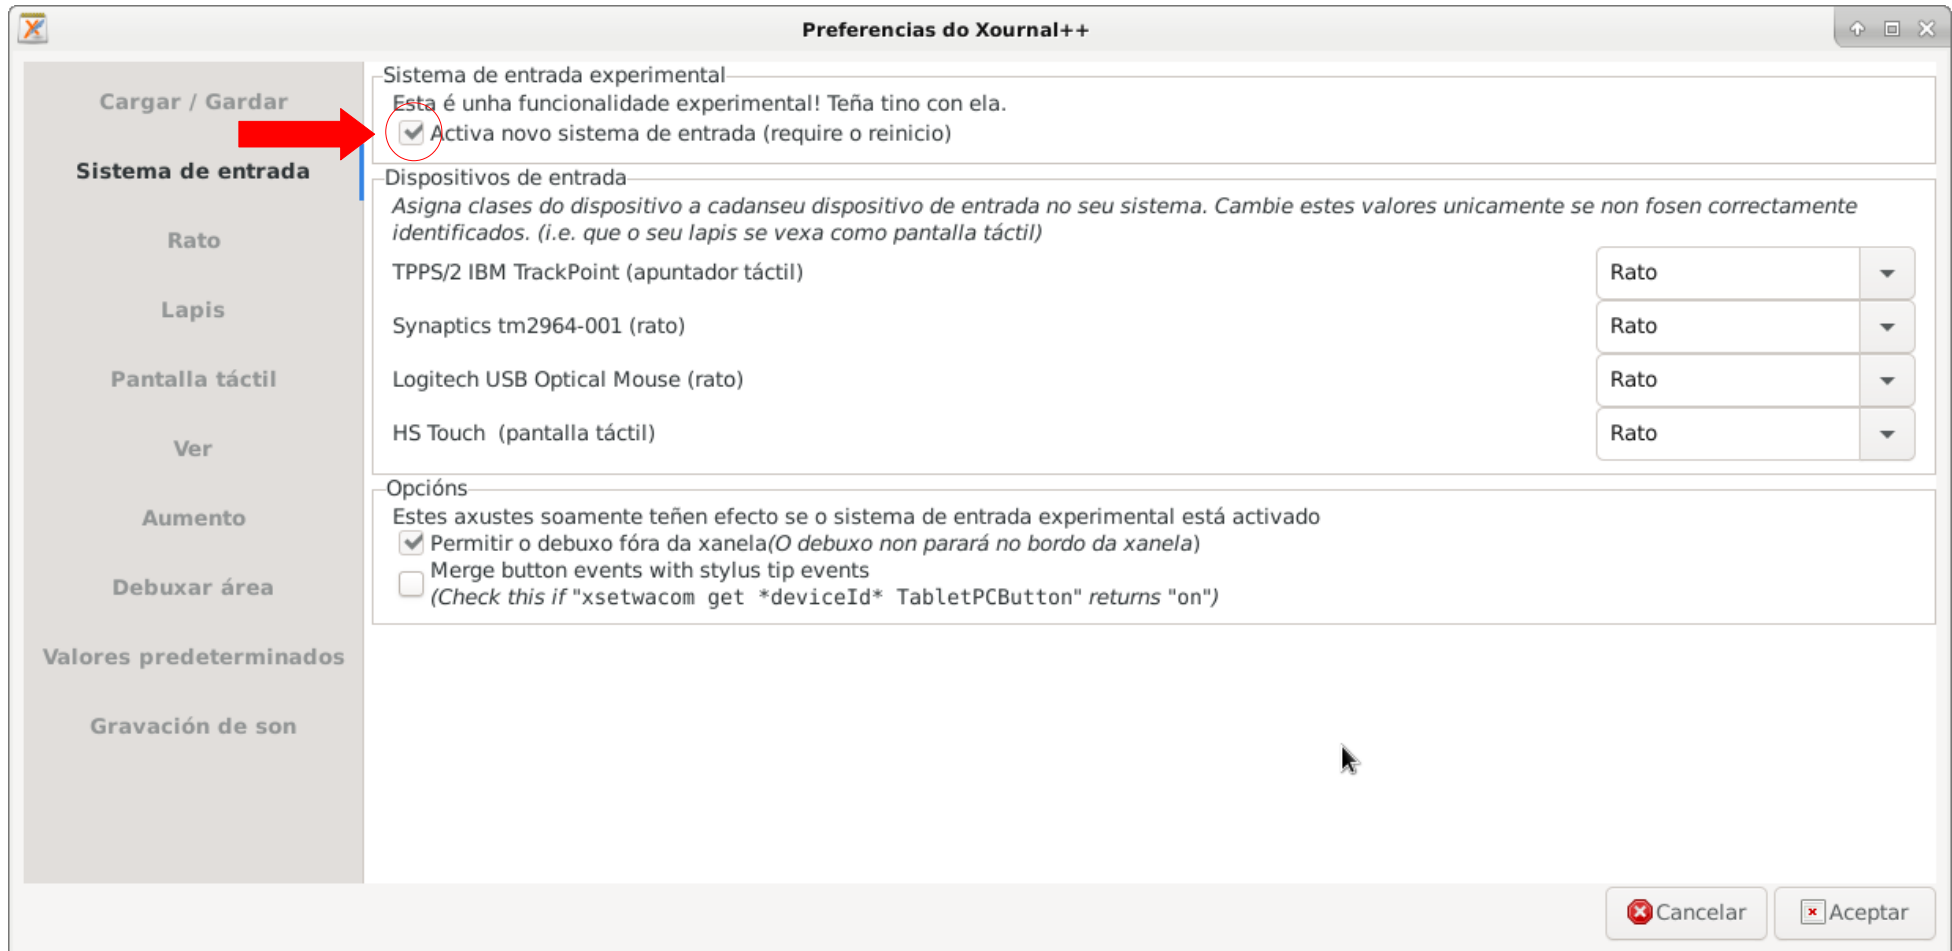 Preferencias do Xournal++
Cargar / Gardar
Sistema de entrada
Rato
Lapis
Pantalla táctil
Ver
Aumento
Debuxar área
Valores predeterminados
Gravación de son
Sistema de entrada experimental
Esta é unha funcionalidade experimental! Teña tino con ela.
Activa novo sistema de entrada (require o reinicio)
Dispositivos de entrada
Asigna clases do dispositivo a cadanseu dispositivo de entrada no seu sistema. Cambie estes valores unicamente se non fosen correctamente
identificados. (i.e. que o seu lapis se vexa como pantalla táctil)
TPPS/2 IBM TrackPoint (apuntador táctil) Rato
Synaptics tm2964-001 (rato) Rato
Logitech USB Optical Mouse (rato) Rato
HS Touch (pantalla táctil) Rato
Opcións
Estes axustes soamente teñen efecto se o sistema de entrada experimental está activado
Permitir o debuxo fóra da xanela(O debuxo non parará no bordo da xanela)
Merge button events with stylus tip events
(Check this if "xsetwacom get *deviceId* TabletPCButton" returns "on")
Cancelar Aceptar